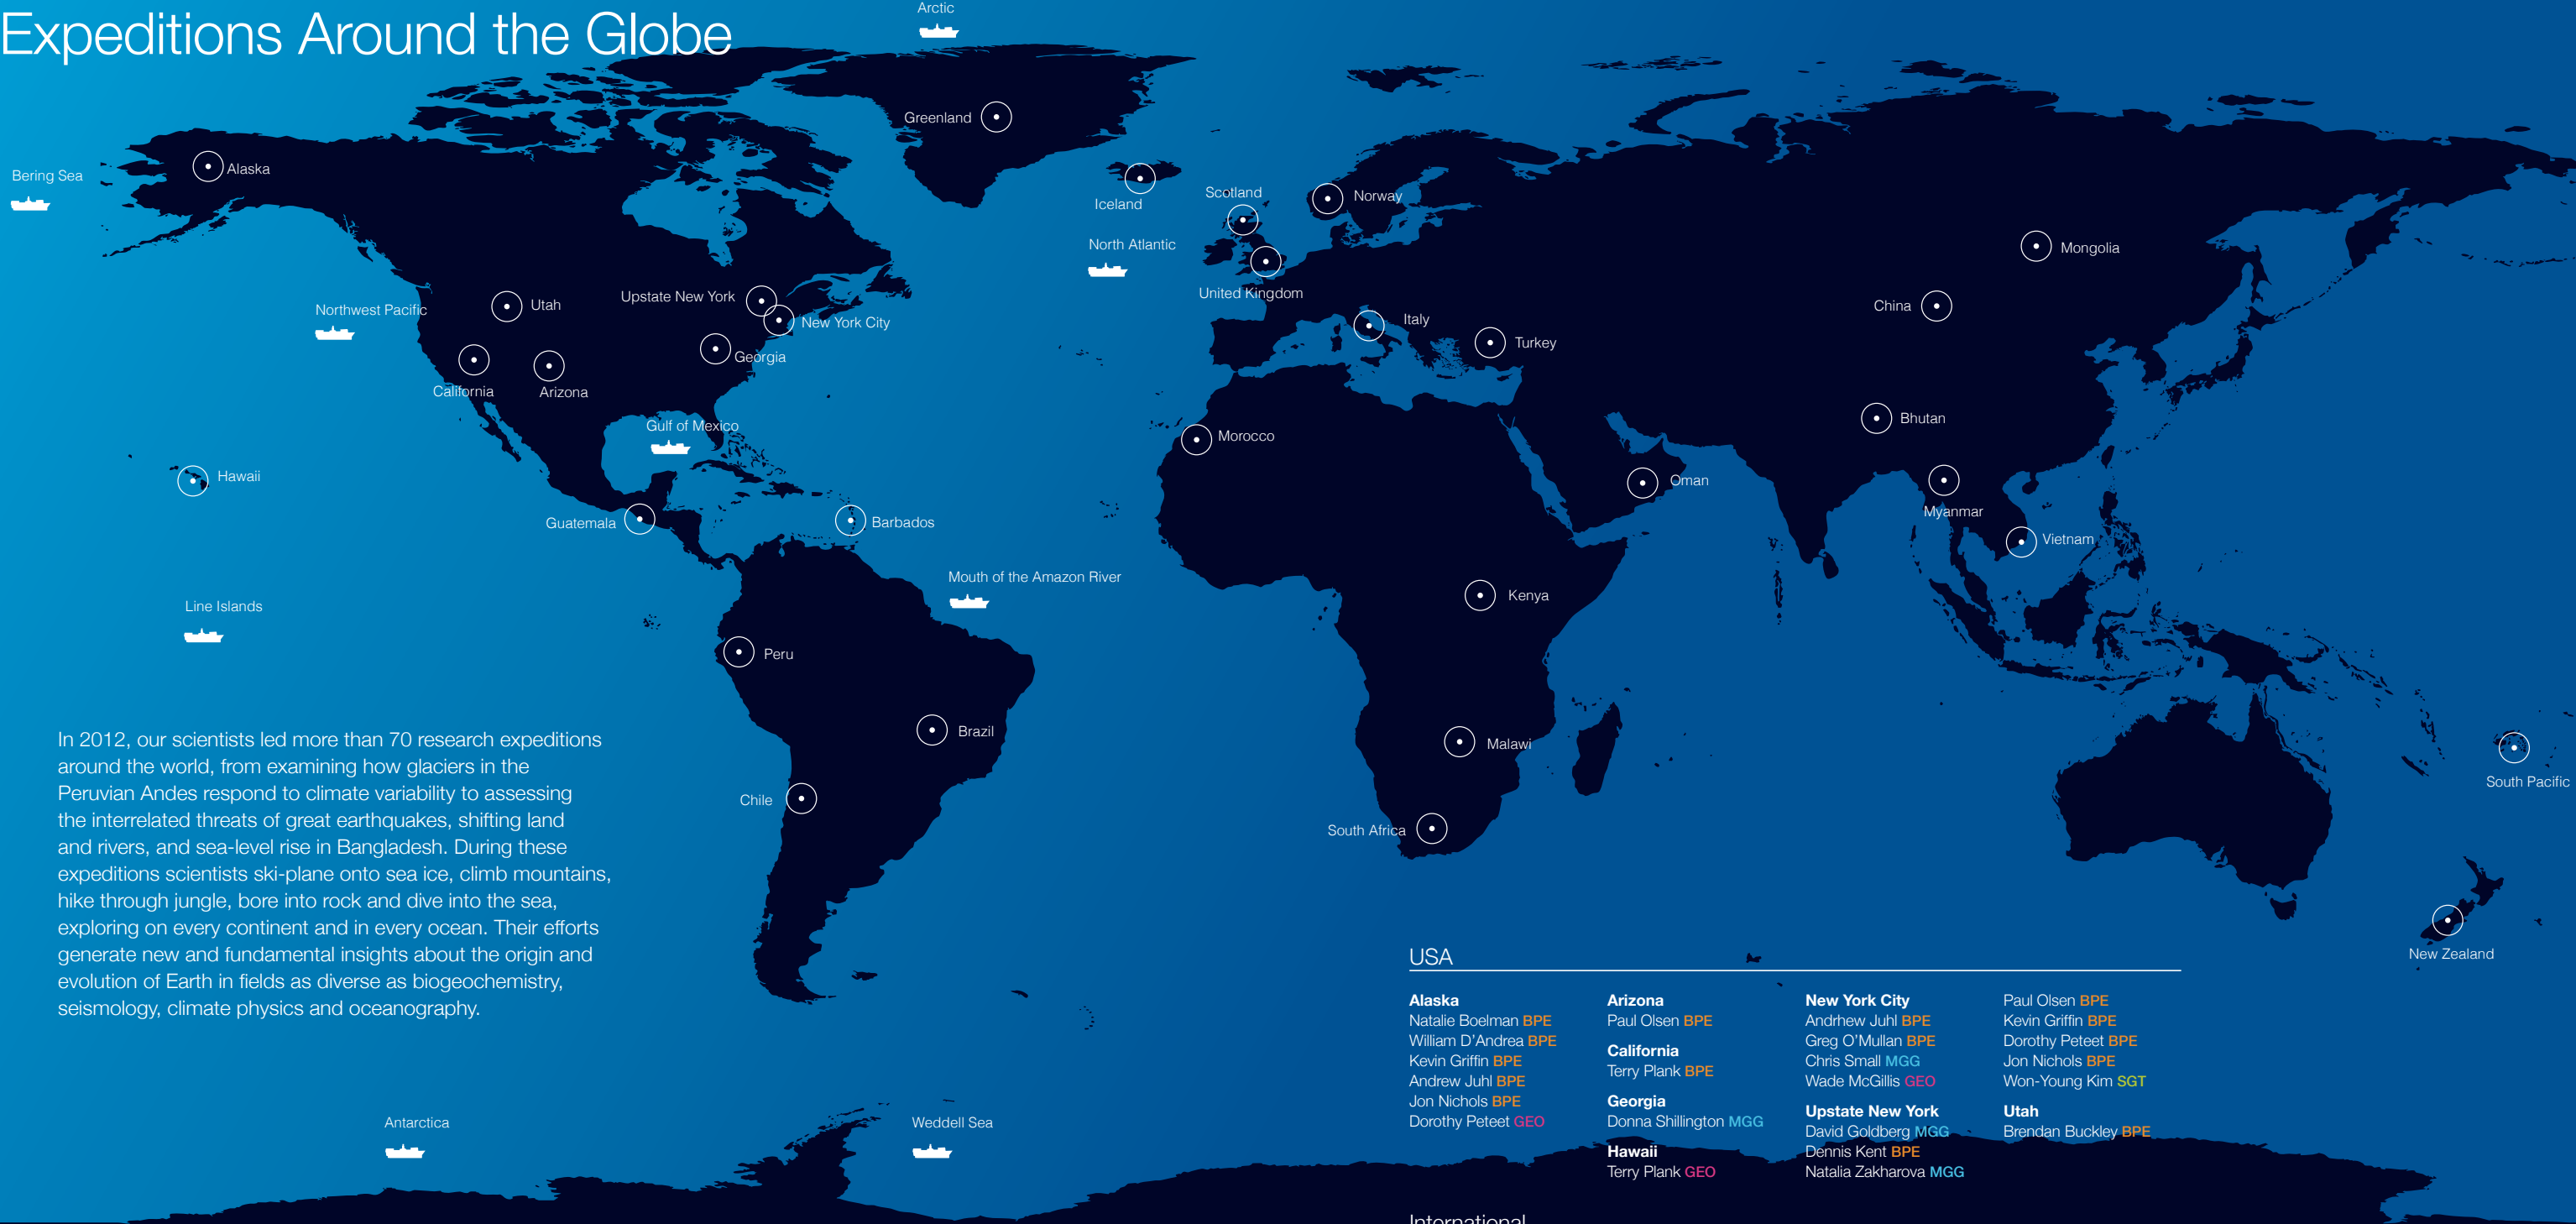 Expeditions Around the Globe
Arctic
Greenland
Alaska
Bering Sea
Iceland
Scotland
Norway
North Atlantic
Mongolia
United Kingdom
Upstate New York
Utah
China
Northwest Pacific
New York City
Italy
Turkey
Georgia
California
Arizona
Bhutan
Gulf of Mexico
Morocco
Hawaii
Oman
Myanmar
Guatemala
Barbados
Vietnam
Mouth of the Amazon River
Kenya
Line Islands
Peru
Brazil
Malawi
South Pacific
Chile
South Africa
New Zealand
In 2012, our scientists led more than 70 research expeditions
around the world, from examining how glaciers in the
Peruvian Andes respond to climate variability to assessing
the interrelated threats of great earthquakes, shifting land
and rivers, and sea-level rise in Bangladesh. During these
expeditions scientists ski-plane onto sea ice, climb mountains,
hike through jungle, bore into rock and dive into the sea,
exploring on every continent and in every ocean. Their efforts
generate new and fundamental insights about the origin and
evolution of Earth in fields as diverse as biogeochemistry,
seismology, climate physics and oceanography.
Antarctica
Weddell Sea
USA
Alaska
Natalie Boelman BPE
William D’Andrea BPE
Kevin Griffin BPE
Andrew Juhl BPE
Jon Nichols BPE
Dorothy Peteet GEO
Arizona
Paul Olsen BPE
California
Terry Plank BPE
Georgia
Donna Shillington MGG
Hawaii
Terry Plank GEO
New York City
Andrhew Juhl BPE
Greg O’Mullan BPE
Chris Small MGG
Wade McGillis GEO
Upstate New York
David Goldberg MGG
Dennis Kent BPE
Natalia Zakharova MGG
Paul Olsen BPE
Kevin Griffin BPE
Dorothy Peteet BPE
Jon Nichols BPE
Won-Young Kim SGT
Utah
Brendan Buckley BPE
International